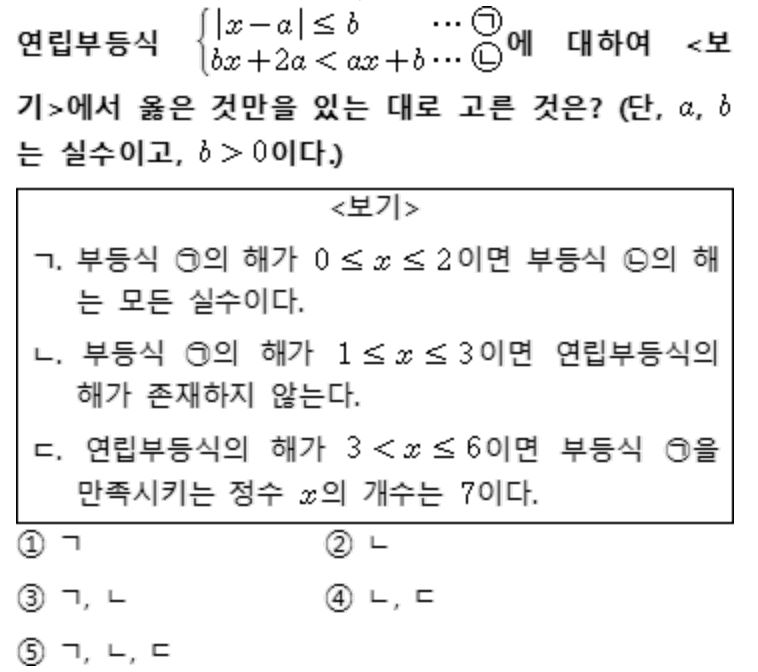 연립부등식 { |x-a| ≤ b ⋯ ㉠
bx+2a < ax+b ⋯ ㉡ 에 대하여 <보
기>에서 옳은 것만을 있는 대로 고른 것은? (단, a, b
는 실수이고, b > 0이다.)
<보기>
ㄱ. 부등식 ㉠의 해가 0 ≤ x ≤ 2이면 부등식 ㉡의 해
는 모든 실수이다.
ㄴ. 부등식 ㉠의 해가 1 ≤ x ≤ 3이면 연립부등식의
해가 존재하지 않는다.
ㄷ. 연립부등식의 해가 3 < x ≤ 6이면 부등식 ㉠을
만족시키는 정수 x의 개수는 7이다.
① ㄱ ② ㄴ
③ ㄱ, ㄴ ④ ㄴ, ㄷ
⑤ ㄱ, ㄴ, ㄷ